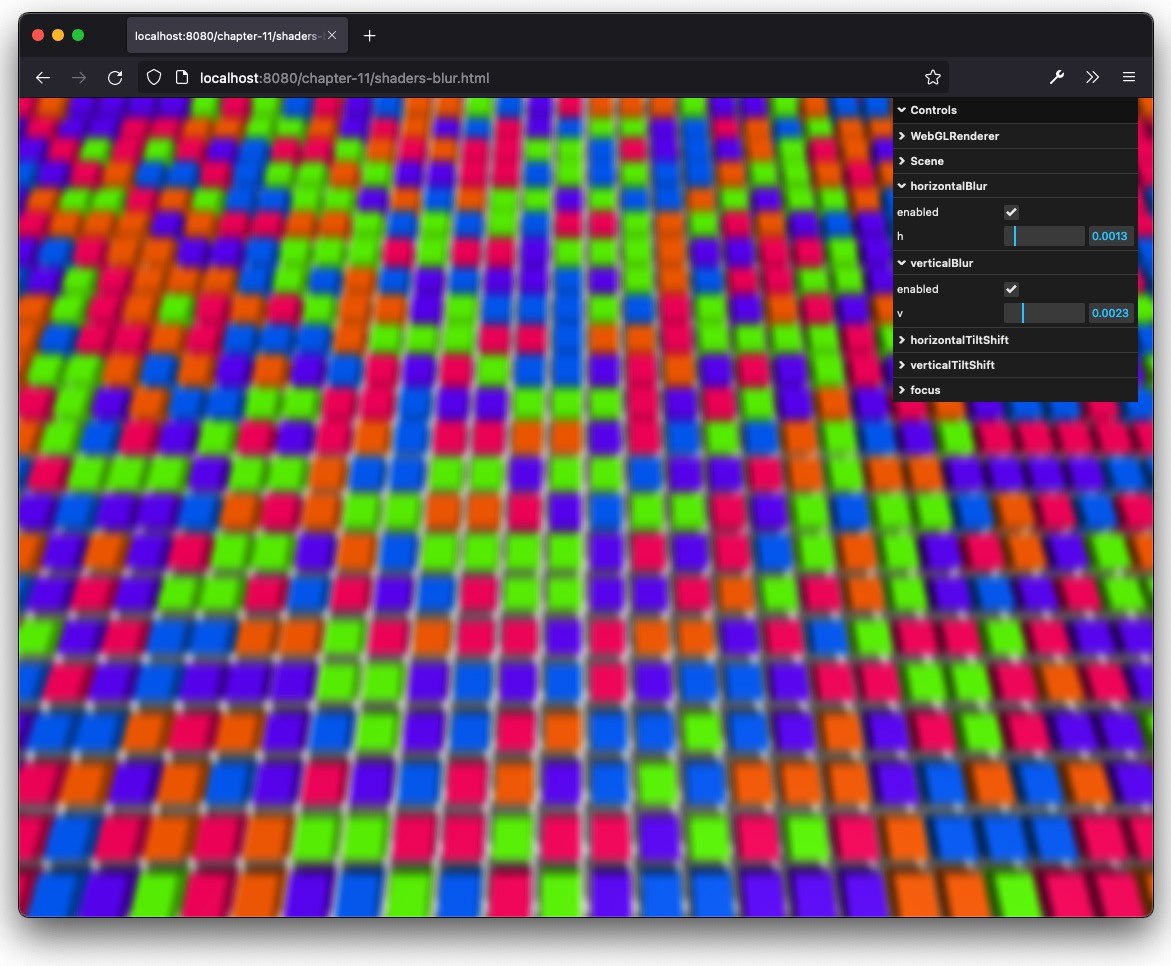 localhost:8080/chapter-11/shaders-
localhost:8080/chapter-11/shaders-blur.html
Controls
WebGLRenderer
Scene
horizontalBlur
enabled
h 0.0013
verticalBlur
enabled
v 0.0023
horizontalTiltShift
verticalTiltShift
focus